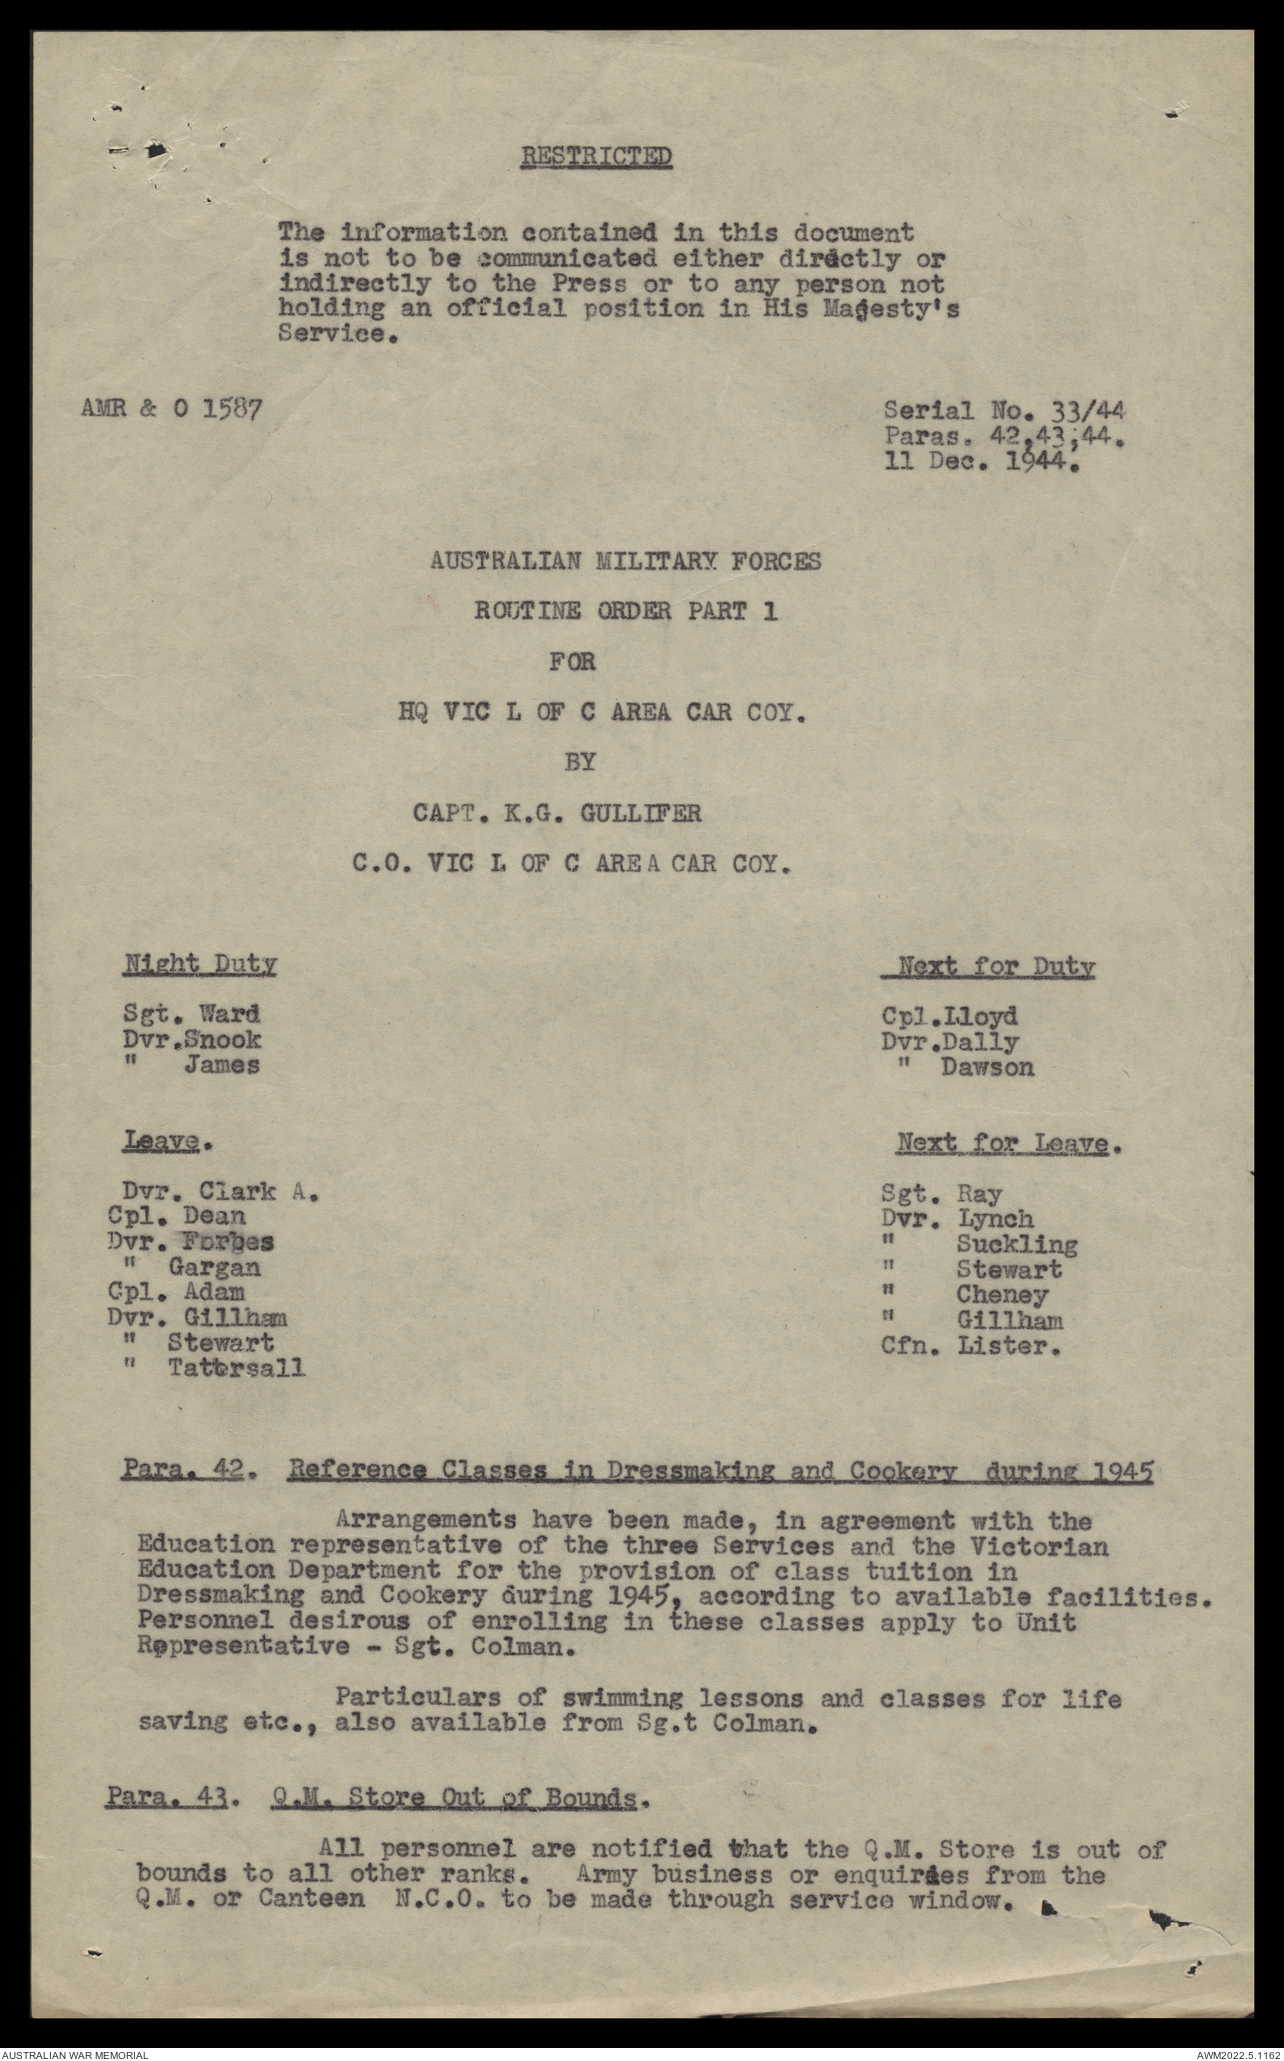 RESTRICTED
The information contained in this document
is not to be communicated either directly or
indirectly to the Press or to any person not
holding an official position in His Majesty's
Service.
AMR & O 1587
Serial No. 33/44
Paras. 42,43,44.
11 Dec. 1944.
AUSTRALIAN MILITARY FORCES
ROUTINE ORDER PART 1
FOR
HQ VIC L OF C AREA CAR COY.
BY
CAPT. K.G. GULLIFER
C.O. VIC L OF C AREA CAR COY.
Night Duty
Sgt. Ward
Dvr.Snook
" James
Next for Duty
Cpl.Lloyd
Dvr.Dally
" Dawson
Leave.
Dvr. Clark A.
Cpl. Dean
Dvr. Forbes
" Gargan
Cpl. Adam
Dvr. Gillham
" Stewart
" Tattersall
Next for Leave.
Sgt. Ray
Dvr. Lynch
" Suckling
" Stewart
" Cheney
" Gillham
Cfn. Lister.
Para. 42. Reference Classes in Dressmaking and Cookery during 1945
Arrangements have been made, in agreement with the
Education representative of the three Services and the Victorian
Education Department for the provision of class tuition in
Dressmaking and Cookery during 1945, according to available facilities.
Personnel desirous of enrolling in these classes apply to Unit
Representative - Sgt. Colman.
Particulars of swimming lessons and classes for life
saving etc., also available from Sg.t Colman.
Para. 43. Q.M. Store Out of Bounds.
All personnel are notified that the Q.M. Store is out of
bounds to all other ranks. Army business or enquiries from the
Q.M. or Canteen N.C.O. to be made through service window.
AUSTRALIAN WAR MEMORIAL
AWM2022.5.1162